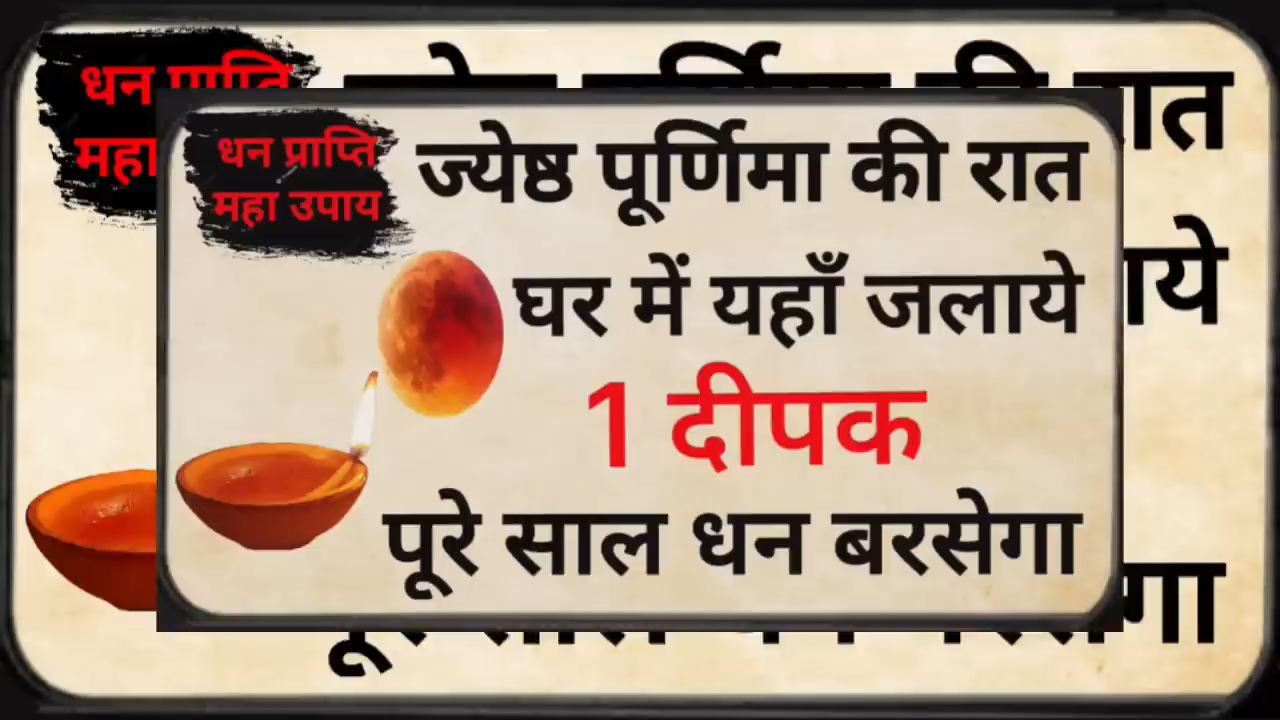 धन प्राप्ति
महा उपाय
ज्येष्ठ पूर्णिमा की रात
घर में यहाँ जलाये
1 दीपक
पूरे साल धन बरसेगा